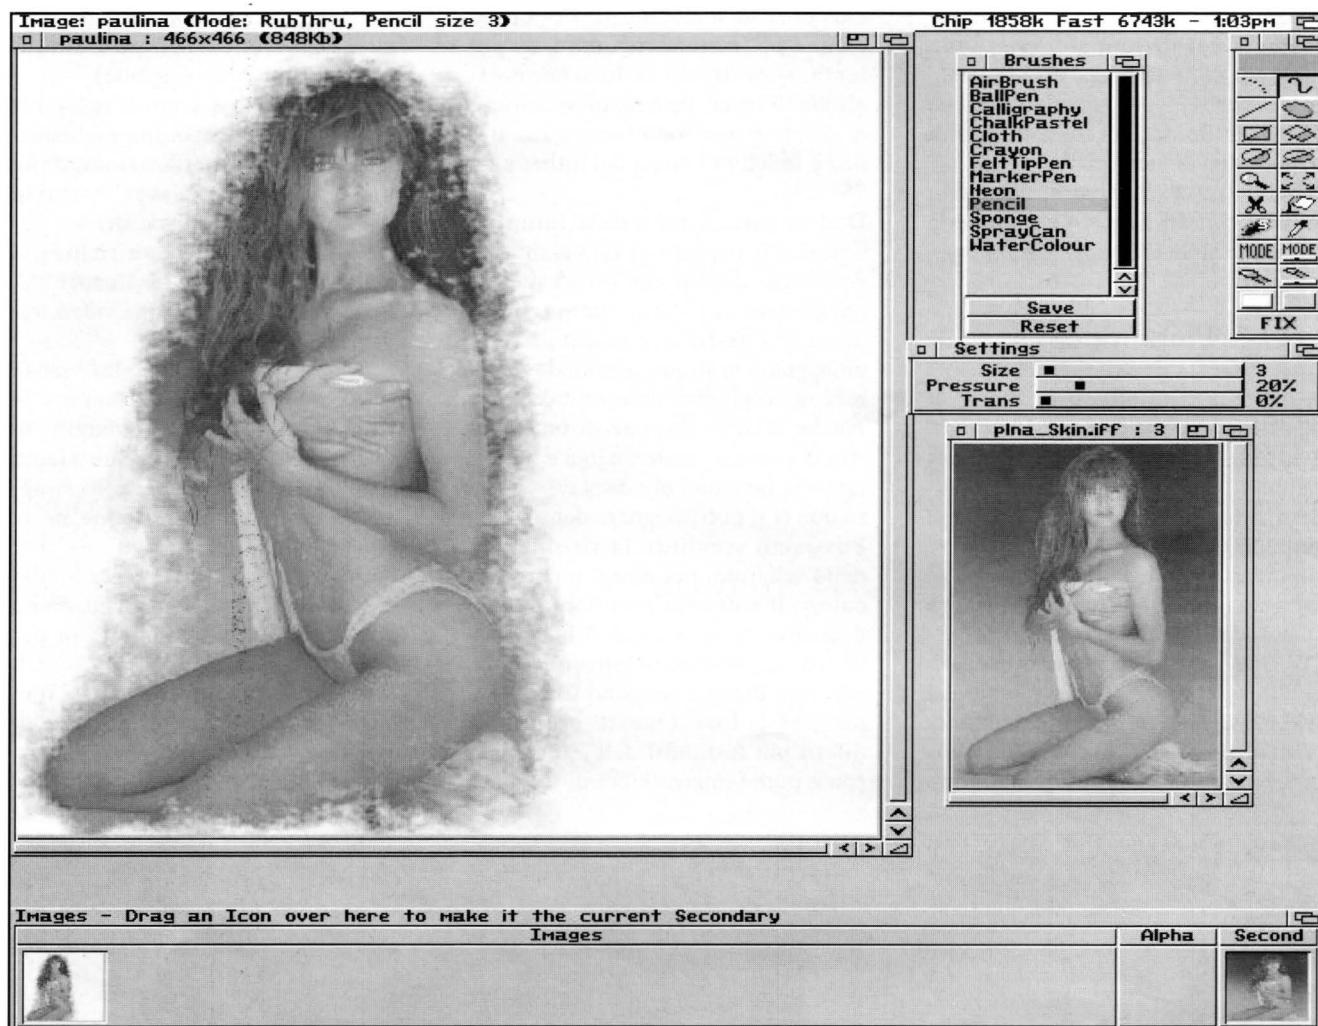 Image: paulina (Mode: RubThru, Pencil size 3)
Chip 1858k Fast 6743k - 1:03pm
paulina : 466x466 (848Kb)
Brushes
AirBrush
BallPen
Calligraphy
ChalkPastel
Cloth
Crayon
FeltTipPen
MarkerPen
Neon
Pencil
Sponge
SprayCan
WaterColour
Save
Reset
MODE
MODE
FIX
Settings
Size 3
Pressure 20%
Trans 0%
plna_Skin.iff : 3
Images - Drag an Icon over here to make it the current Secondary
Images
Alpha
Second